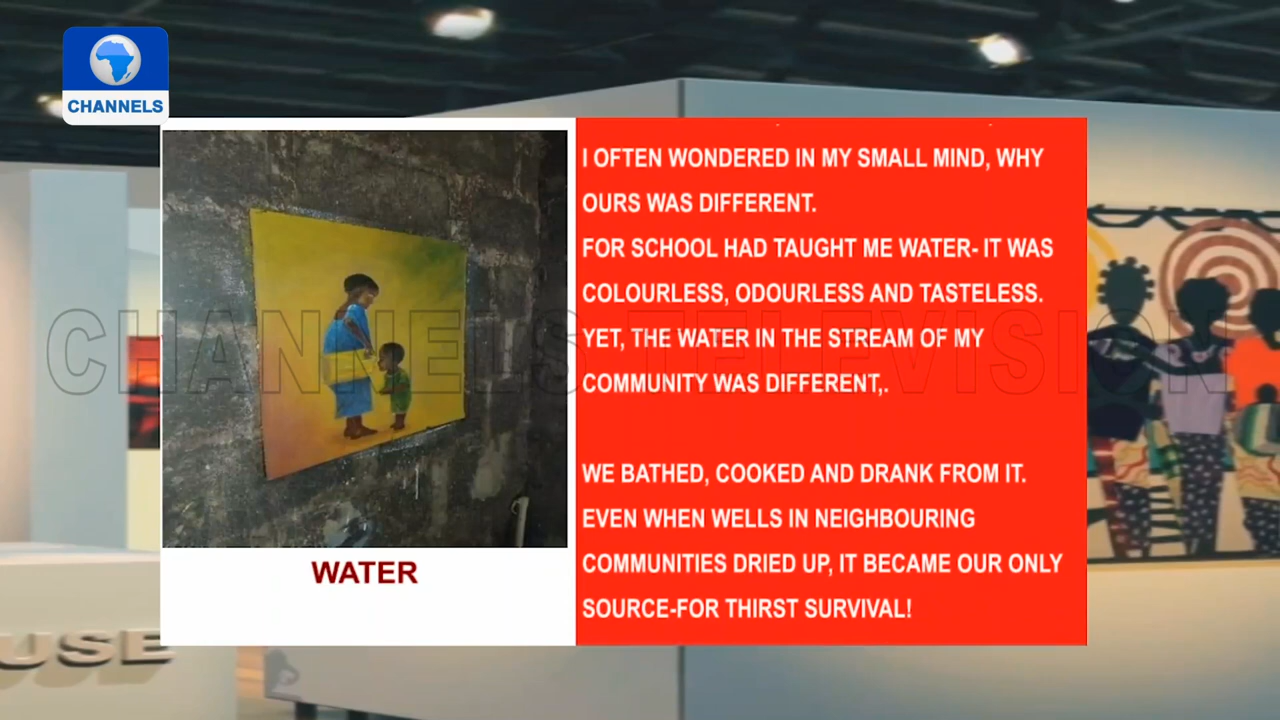 CHANNELS
I OFTEN WONDERED IN MY SMALL MIND, WHY
OURS WAS DIFFERENT.
FOR SCHOOL HAD TAUGHT ME WATER- IT WAS
COLOURLESS, ODOURLESS AND TASTELESS.
YET, THE WATER IN THE STREAM OF MY
COMMUNITY WAS DIFFERENT,.
WE BATHED, COOKED AND DRANK FROM IT.
EVEN WHEN WELLS IN NEIGHBOURING
COMMUNITIES DRIED UP, IT BECAME OUR ONLY
SOURCE-FOR THIRST SURVIVAL!
WATER
CHANNELS TELEVISION
USE